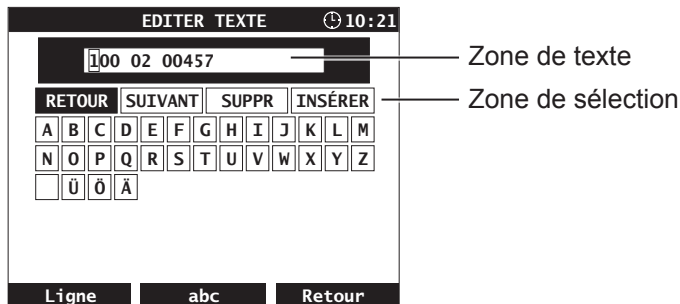 EDITER TEXTE 10:21
100 02 00457
Zone de texte
RETOUR SUIVANT SUPPR INSÉRER
Zone de sélection
A B C D E F G H I J K L M
N O P Q R S T U V W X Y Z
Ü Ö Ä
Ligne abc Retour